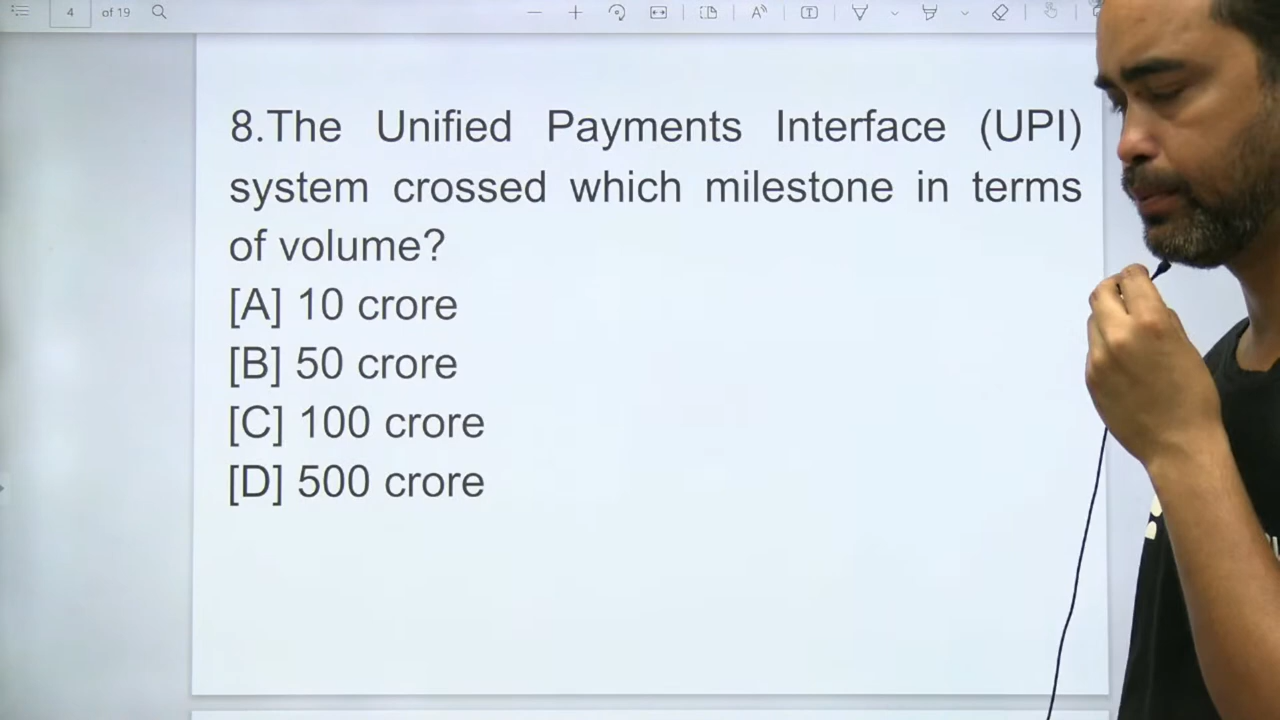 4 of 19
8.The Unified Payments Interface (UPI)
system crossed which milestone in terms
of volume?
[A] 10 crore
[B] 50 crore
[C] 100 crore
[D] 500 crore